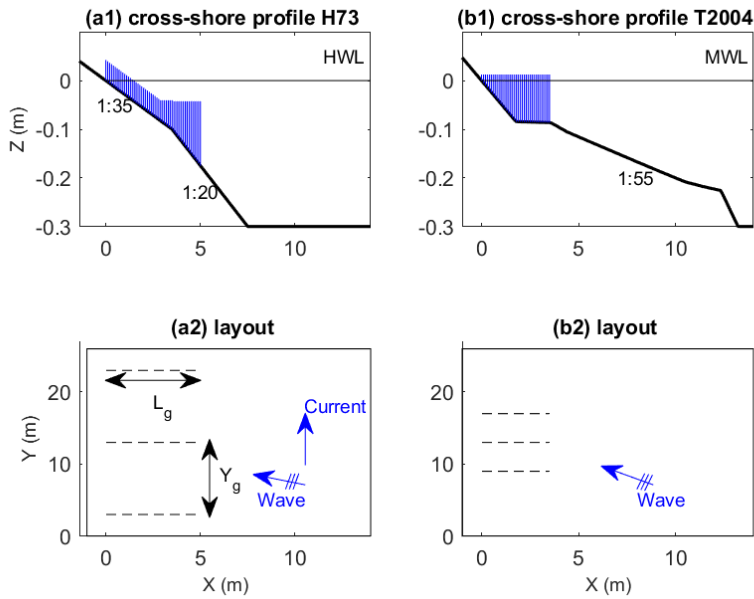 (a1) cross-shore profile H73
(b1) cross-shore profile T2004
HWL
MWL
0
-0.1
-0.2
-0.3
Z (m)
1:35
1:20
0
5
10
0
-0.1
-0.2
-0.3
1:55
0
5
10
(a2) layout
(b2) layout
20
10
0
Y (m)
L_g
Y_g
Current
Wave
0
5
10
X (m)
20
10
0
Wave
0
5
10
X (m)